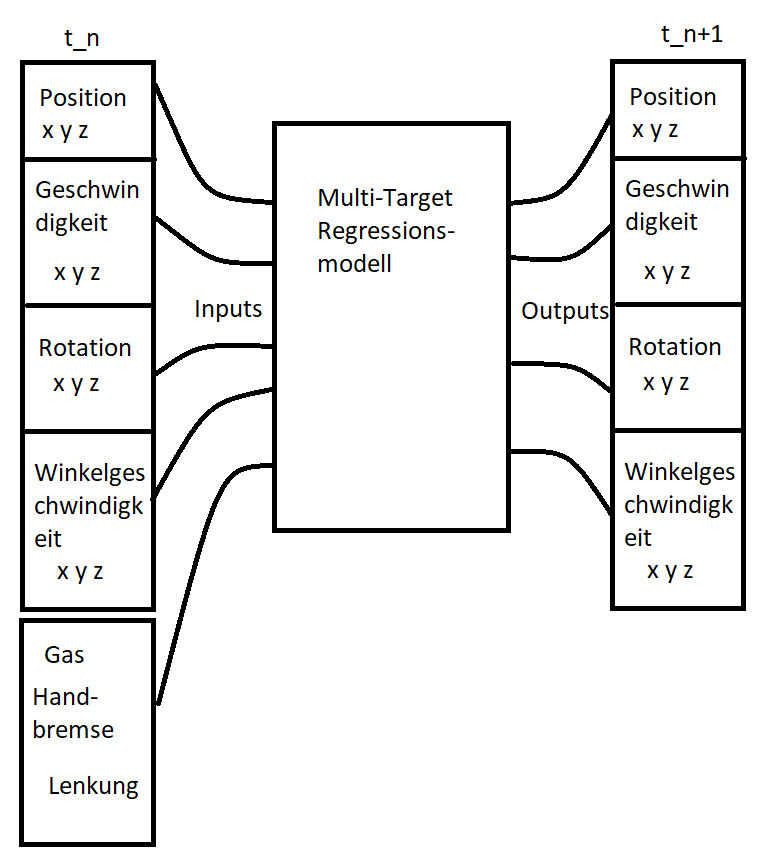 t_n
Position
x y z
Geschwin
digkeit
x y z
Rotation
x y z
Winkelges
chwindigk
eit
x y z
Gas
Hand-
bremse
Lenkung
Inputs
Multi-Target
Regressions-
modell
Outputs
t_n+1
Position
x y z
Geschwin
digkeit
x y z
Rotation
x y z
Winkelges
chwindigk
eit
x y z